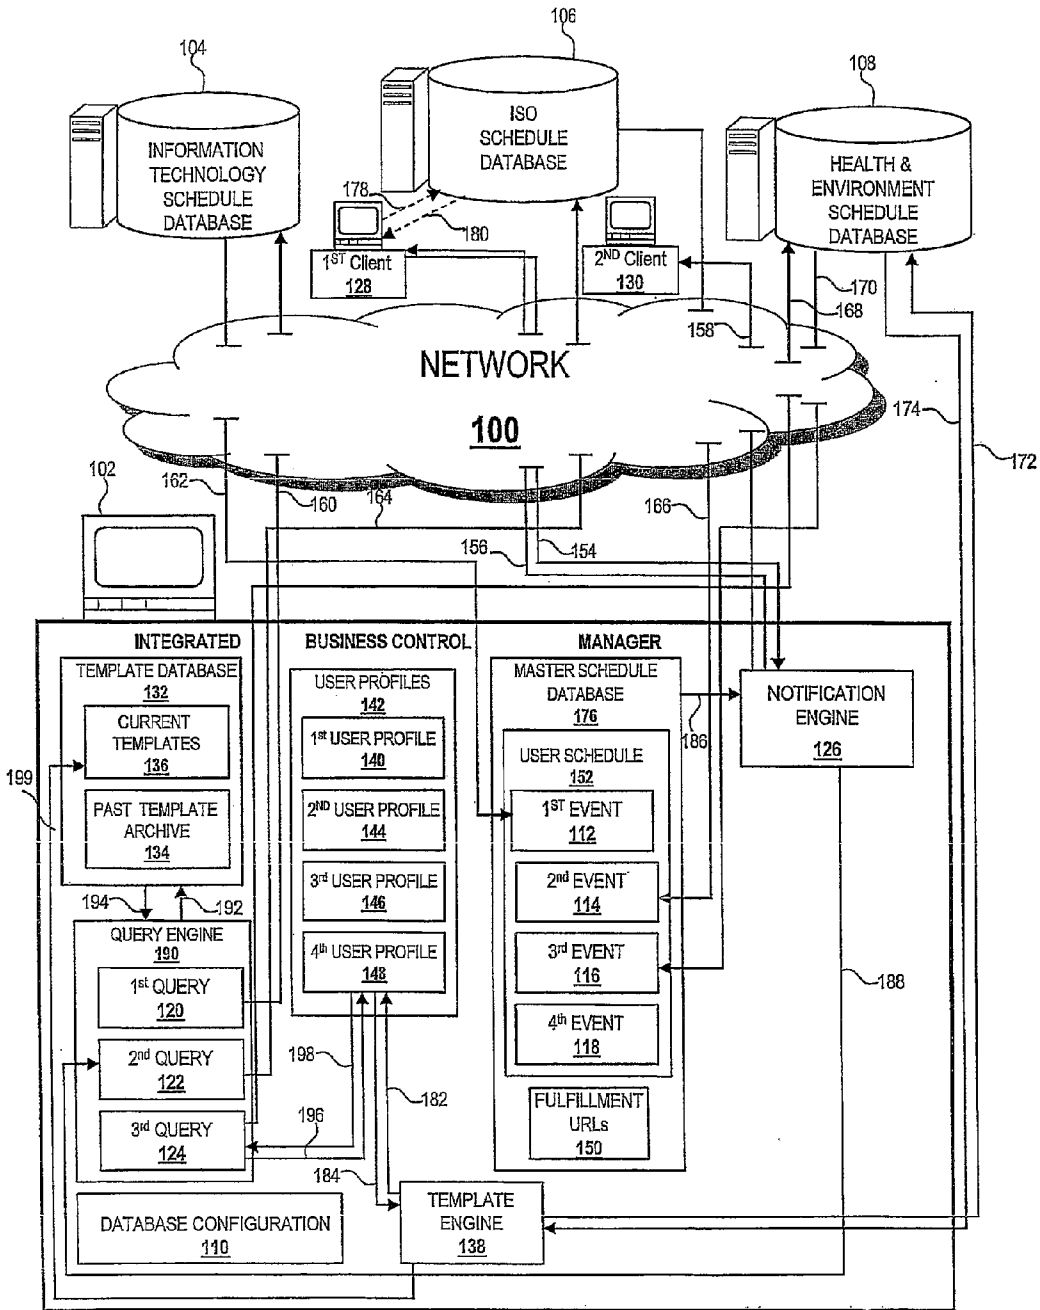 106
104
108
ISO
SCHEDULE
DATABASE
INFORMATION
TECHNOLOGY
SCHEDULE
DATABASE
HEALTH &
ENVIRONMENT
SCHEDULE
DATABASE
178
180
1ST Client
128
2ND Client
130
170
168
158
NETWORK
100
174
172
102
162
160
164
166
156
154
INTEGRATED
BUSINESS CONTROL
MANAGER
TEMPLATE DATABASE
132
CURRENT
TEMPLATES
136
PAST TEMPLATE
ARCHIVE
134
199
194
192
QUERY ENGINE
190
1st QUERY
120
2nd QUERY
122
3rd QUERY
124
USER PROFILES
142
1st USER PROFILE
140
2ND USER PROFILE
144
3rd USER PROFILE
146
4th USER PROFILE
148
MASTER SCHEDULE
DATABASE
176
186
USER SCHEDULE
152
1ST EVENT
112
2nd EVENT
114
3rd EVENT
116
4th EVENT
118
FULFILLMENT
URLs
150
NOTIFICATION
ENGINE
126
188
198
182
196
184
DATABASE CONFIGURATION
110
TEMPLATE
ENGINE
138